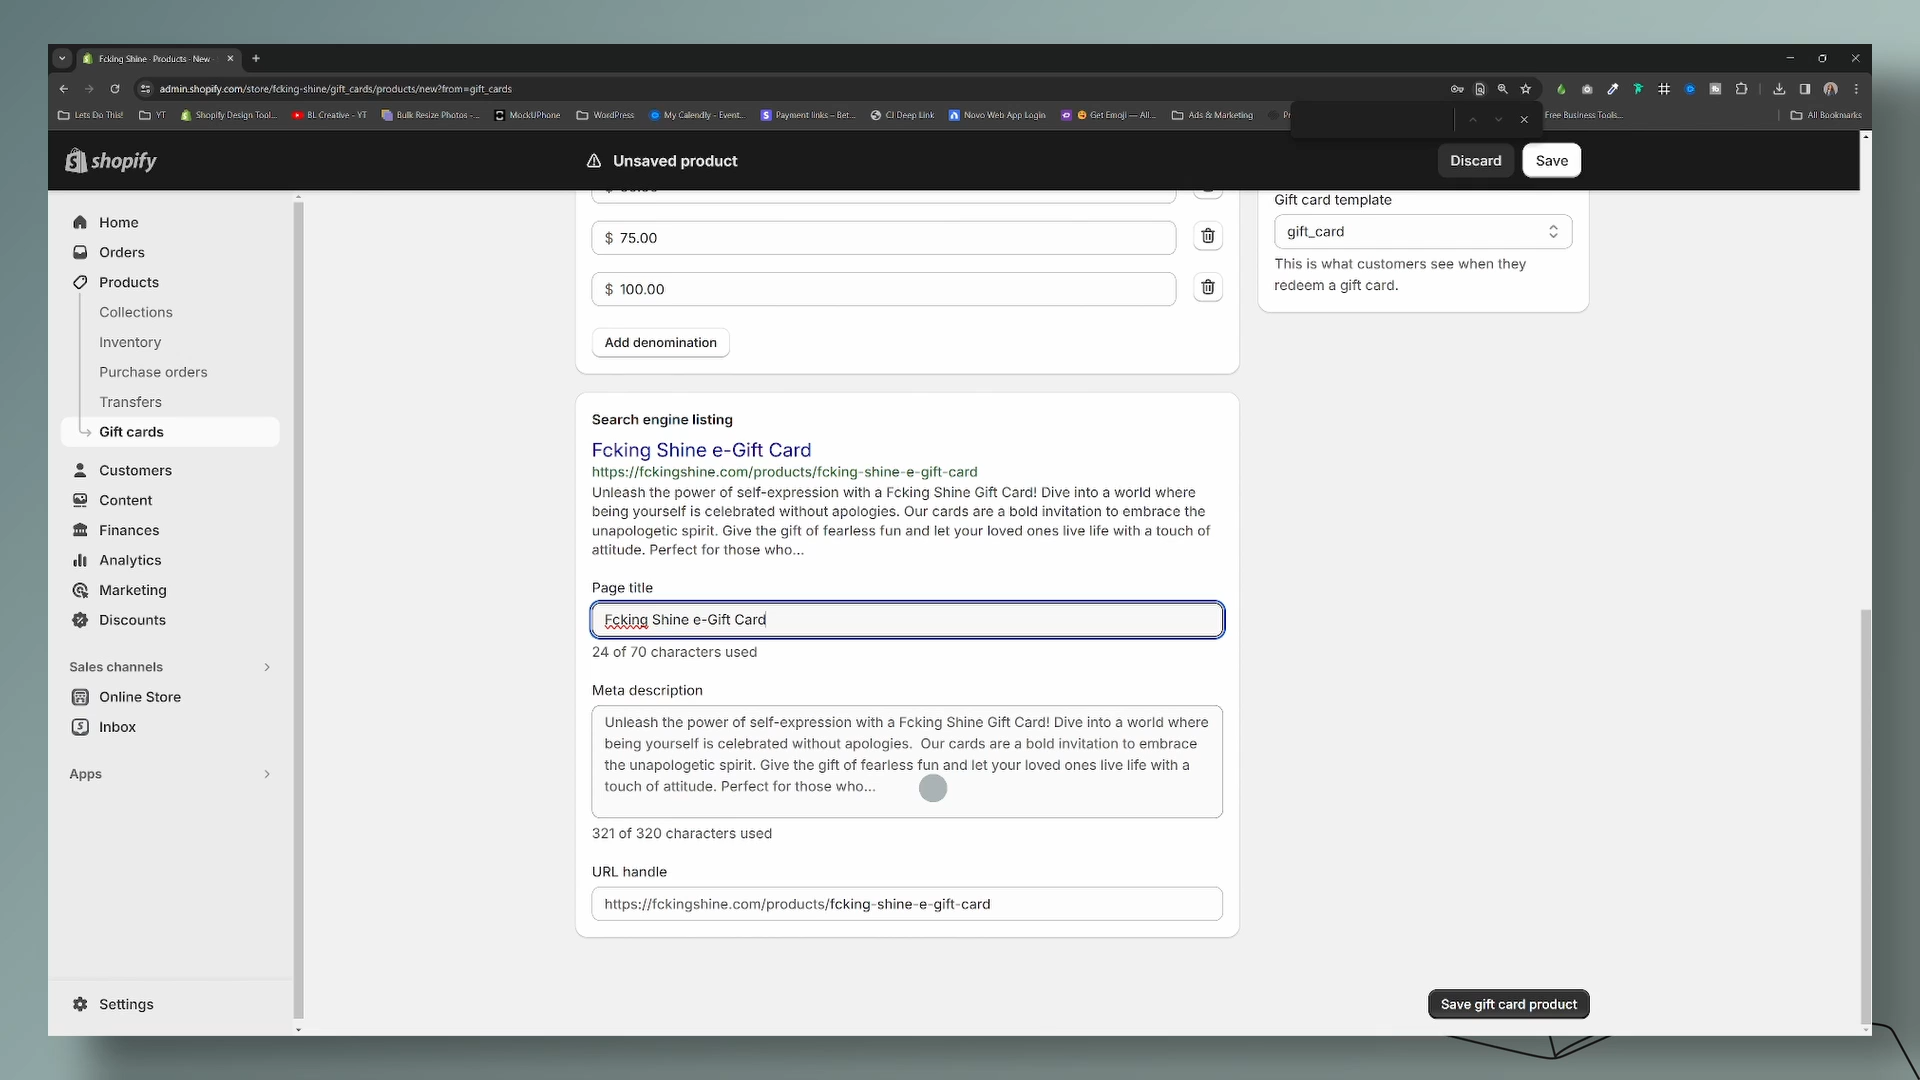 Fcking Shine · Products · New
admin.shopify.com/store/fcking-shine/gift_cards/products/new?from=gift_cards
Lets Do This!
YT
Shopify Design Tool...
BL Creative - YT
Bulk Resize Photos -...
MockUPhone
WordPress
My Calendly - Event...
Payment links – Bet...
CJ Deep Link
Novo Web App Login
Get Emoji — All...
Ads & Marketing
Free Business Tools...
All Bookmarks
shopify
Unsaved product
Discard
Save
Home
Orders
Products
Collections
Inventory
Purchase orders
Transfers
Gift cards
Customers
Content
Finances
Analytics
Marketing
Discounts
Sales channels
Online Store
Inbox
Apps
Settings
$ 75.00
$ 100.00
Add denomination
Gift card template
gift_card
This is what customers see when they
redeem a gift card.
Search engine listing
Fcking Shine e-Gift Card
https://fckingshine.com/products/fcking-shine-e-gift-card
Unleash the power of self-expression with a Fcking Shine Gift Card! Dive into a world where
being yourself is celebrated without apologies. Our cards are a bold invitation to embrace the
unapologetic spirit. Give the gift of fearless fun and let your loved ones live life with a touch of
attitude. Perfect for those who...
Page title
Fcking Shine e-Gift Card
24 of 70 characters used
Meta description
Unleash the power of self-expression with a Fcking Shine Gift Card! Dive into a world where
being yourself is celebrated without apologies.  Our cards are a bold invitation to embrace
the unapologetic spirit. Give the gift of fearless fun and let your loved ones live life with a
touch of attitude. Perfect for those who...
321 of 320 characters used
URL handle
https://fckingshine.com/products/fcking-shine-e-gift-card
Save gift card product